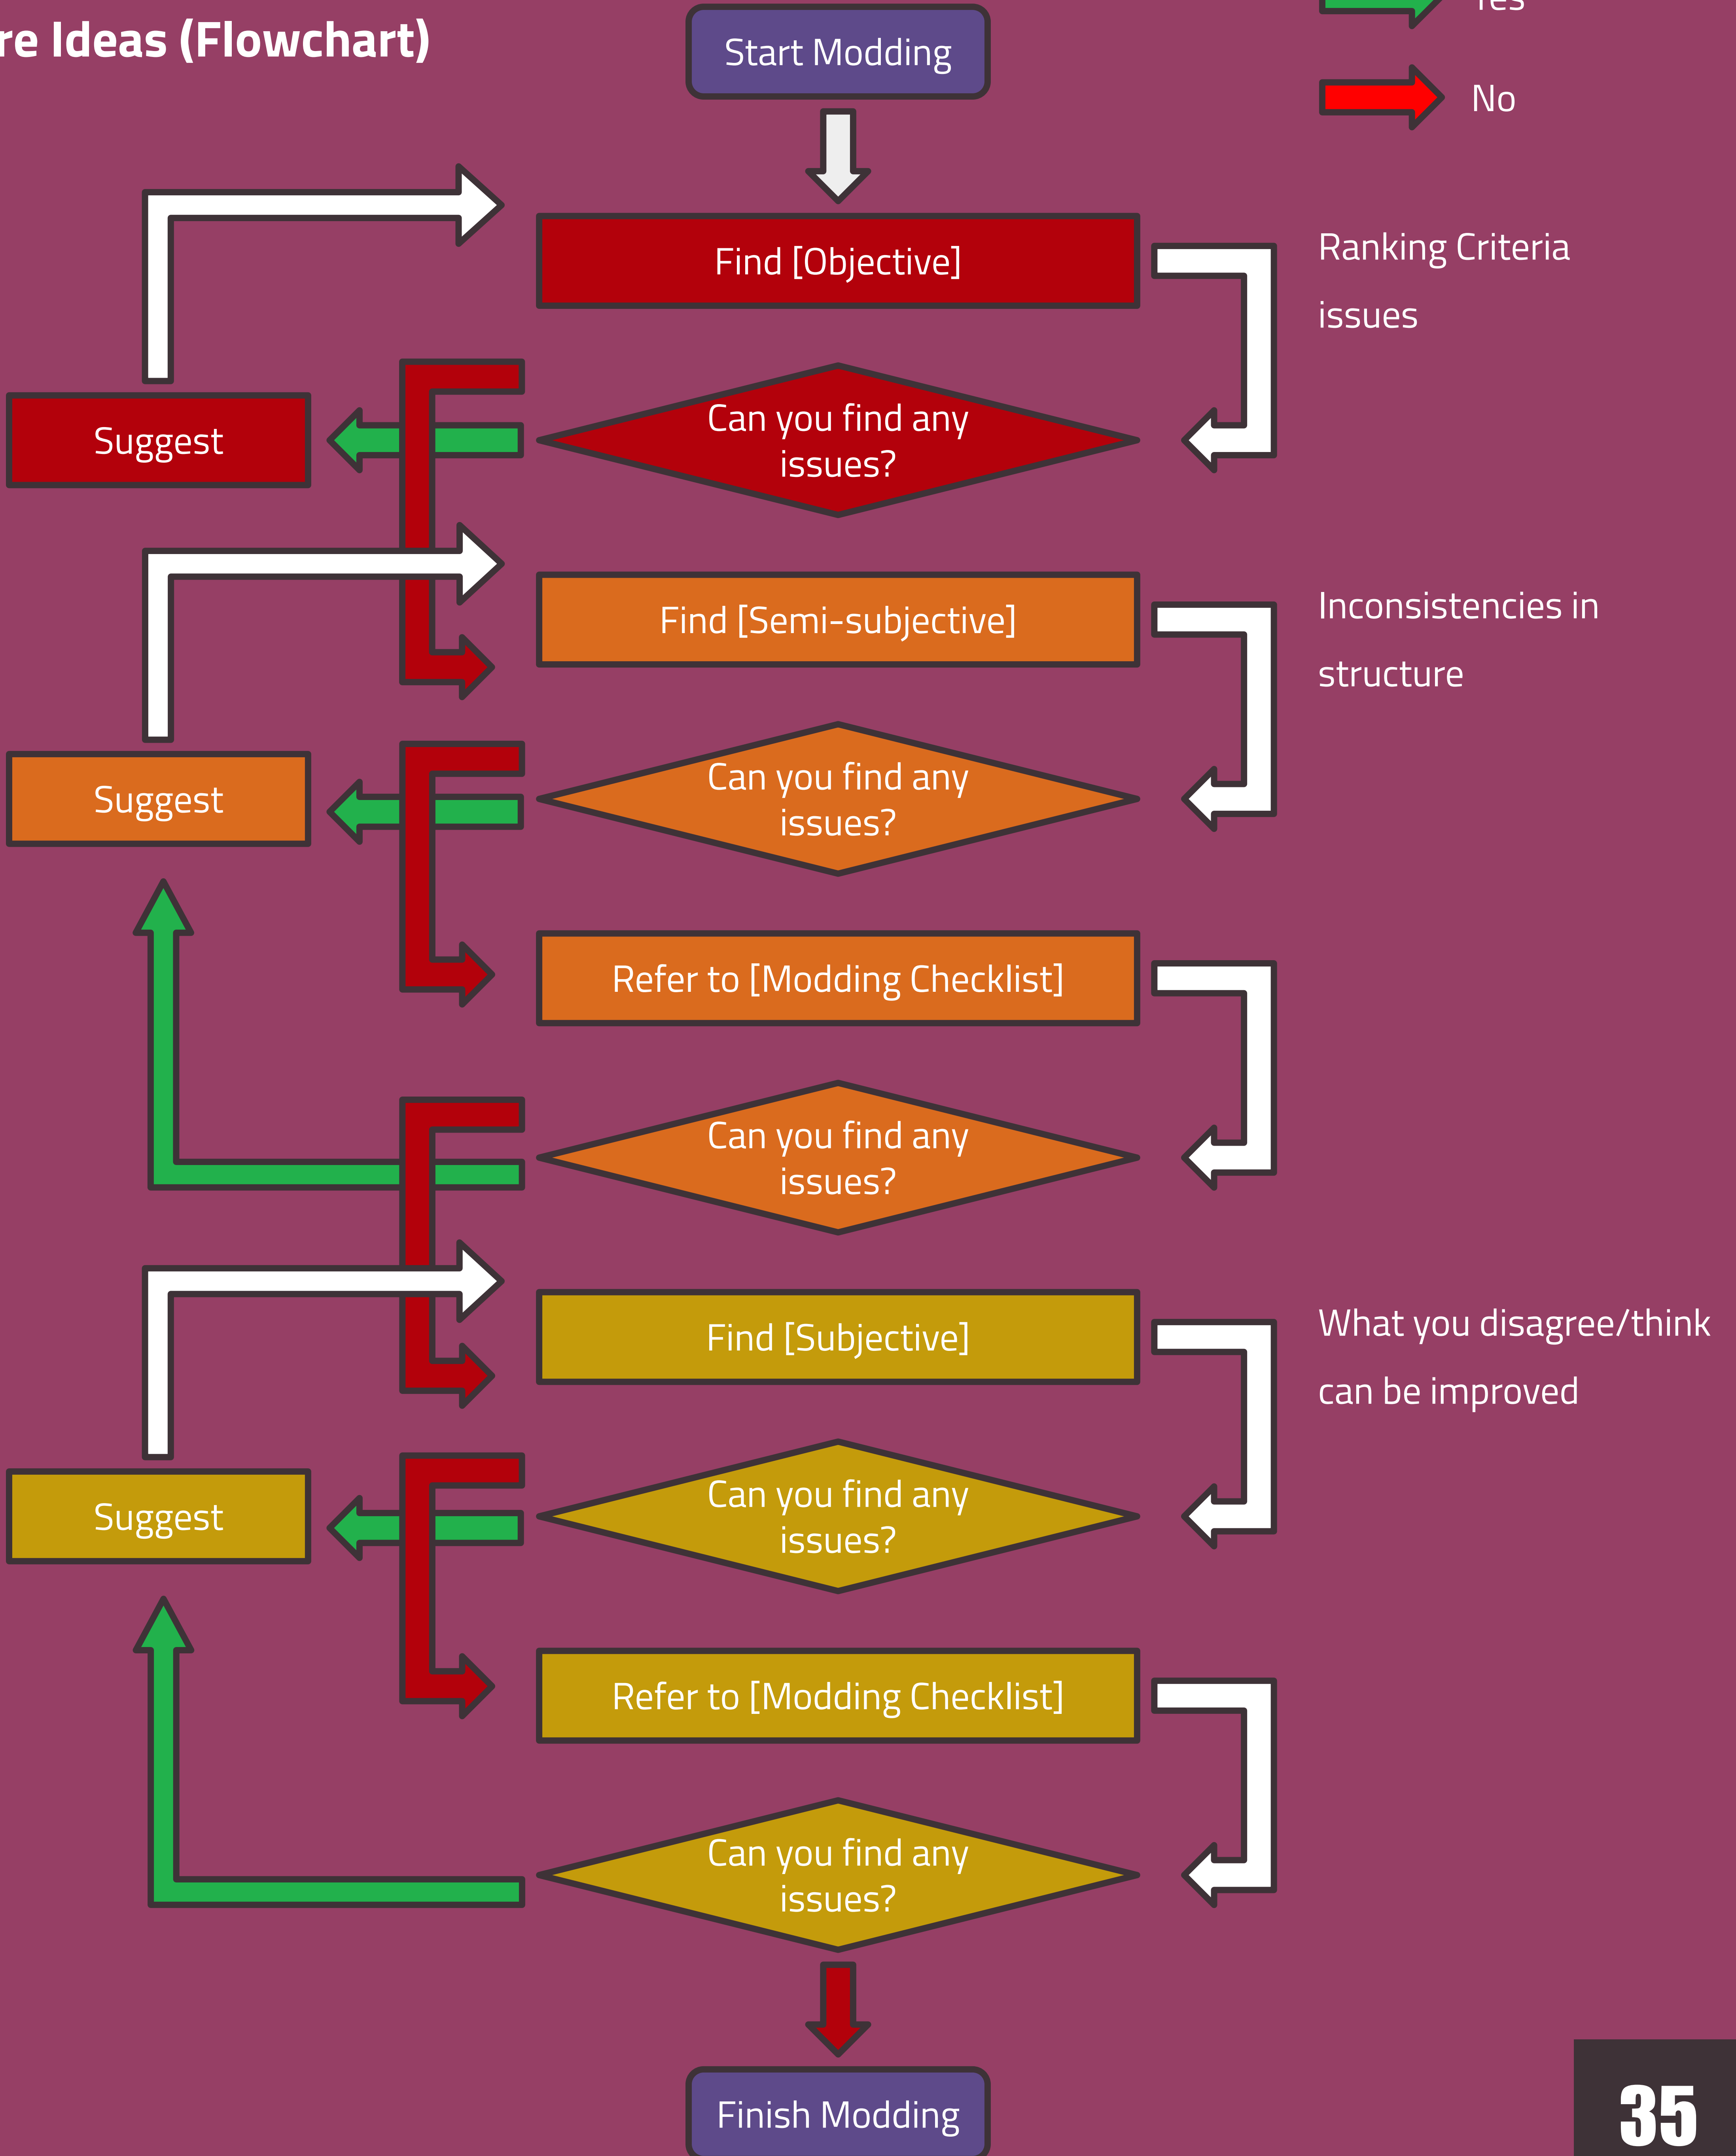 Ideas (Flowchart)
Start Modding
Yes
No
Find [Objective]
Ranking Criteria
issues
Can you find any
issues?
Suggest
Find [Semi-subjective]
Inconsistencies in
structure
Can you find any
issues?
Suggest
Refer to [Modding Checklist]
Can you find any
issues?
Find [Subjective]
What you disagree/think
can be improved
Can you find any
issues?
Suggest
Refer to [Modding Checklist]
Can you find any
issues?
Finish Modding
35